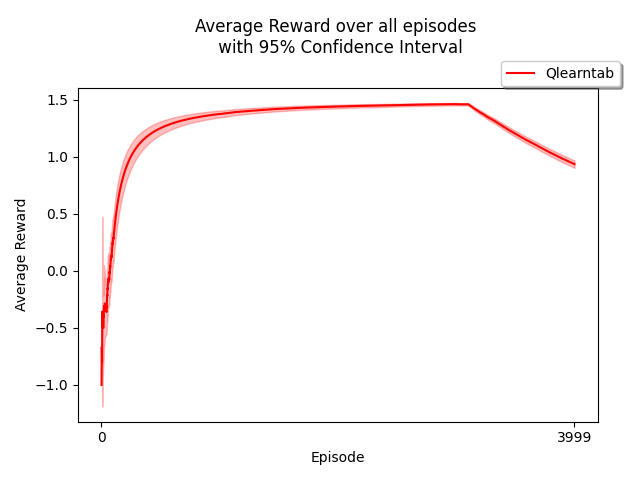 Average Reward over all episodes
with 95% Confidence Interval
Qlearntab
1.5
1.0
0.5
0.0
−0.5
−1.0
Average Reward
0
3999
Episode